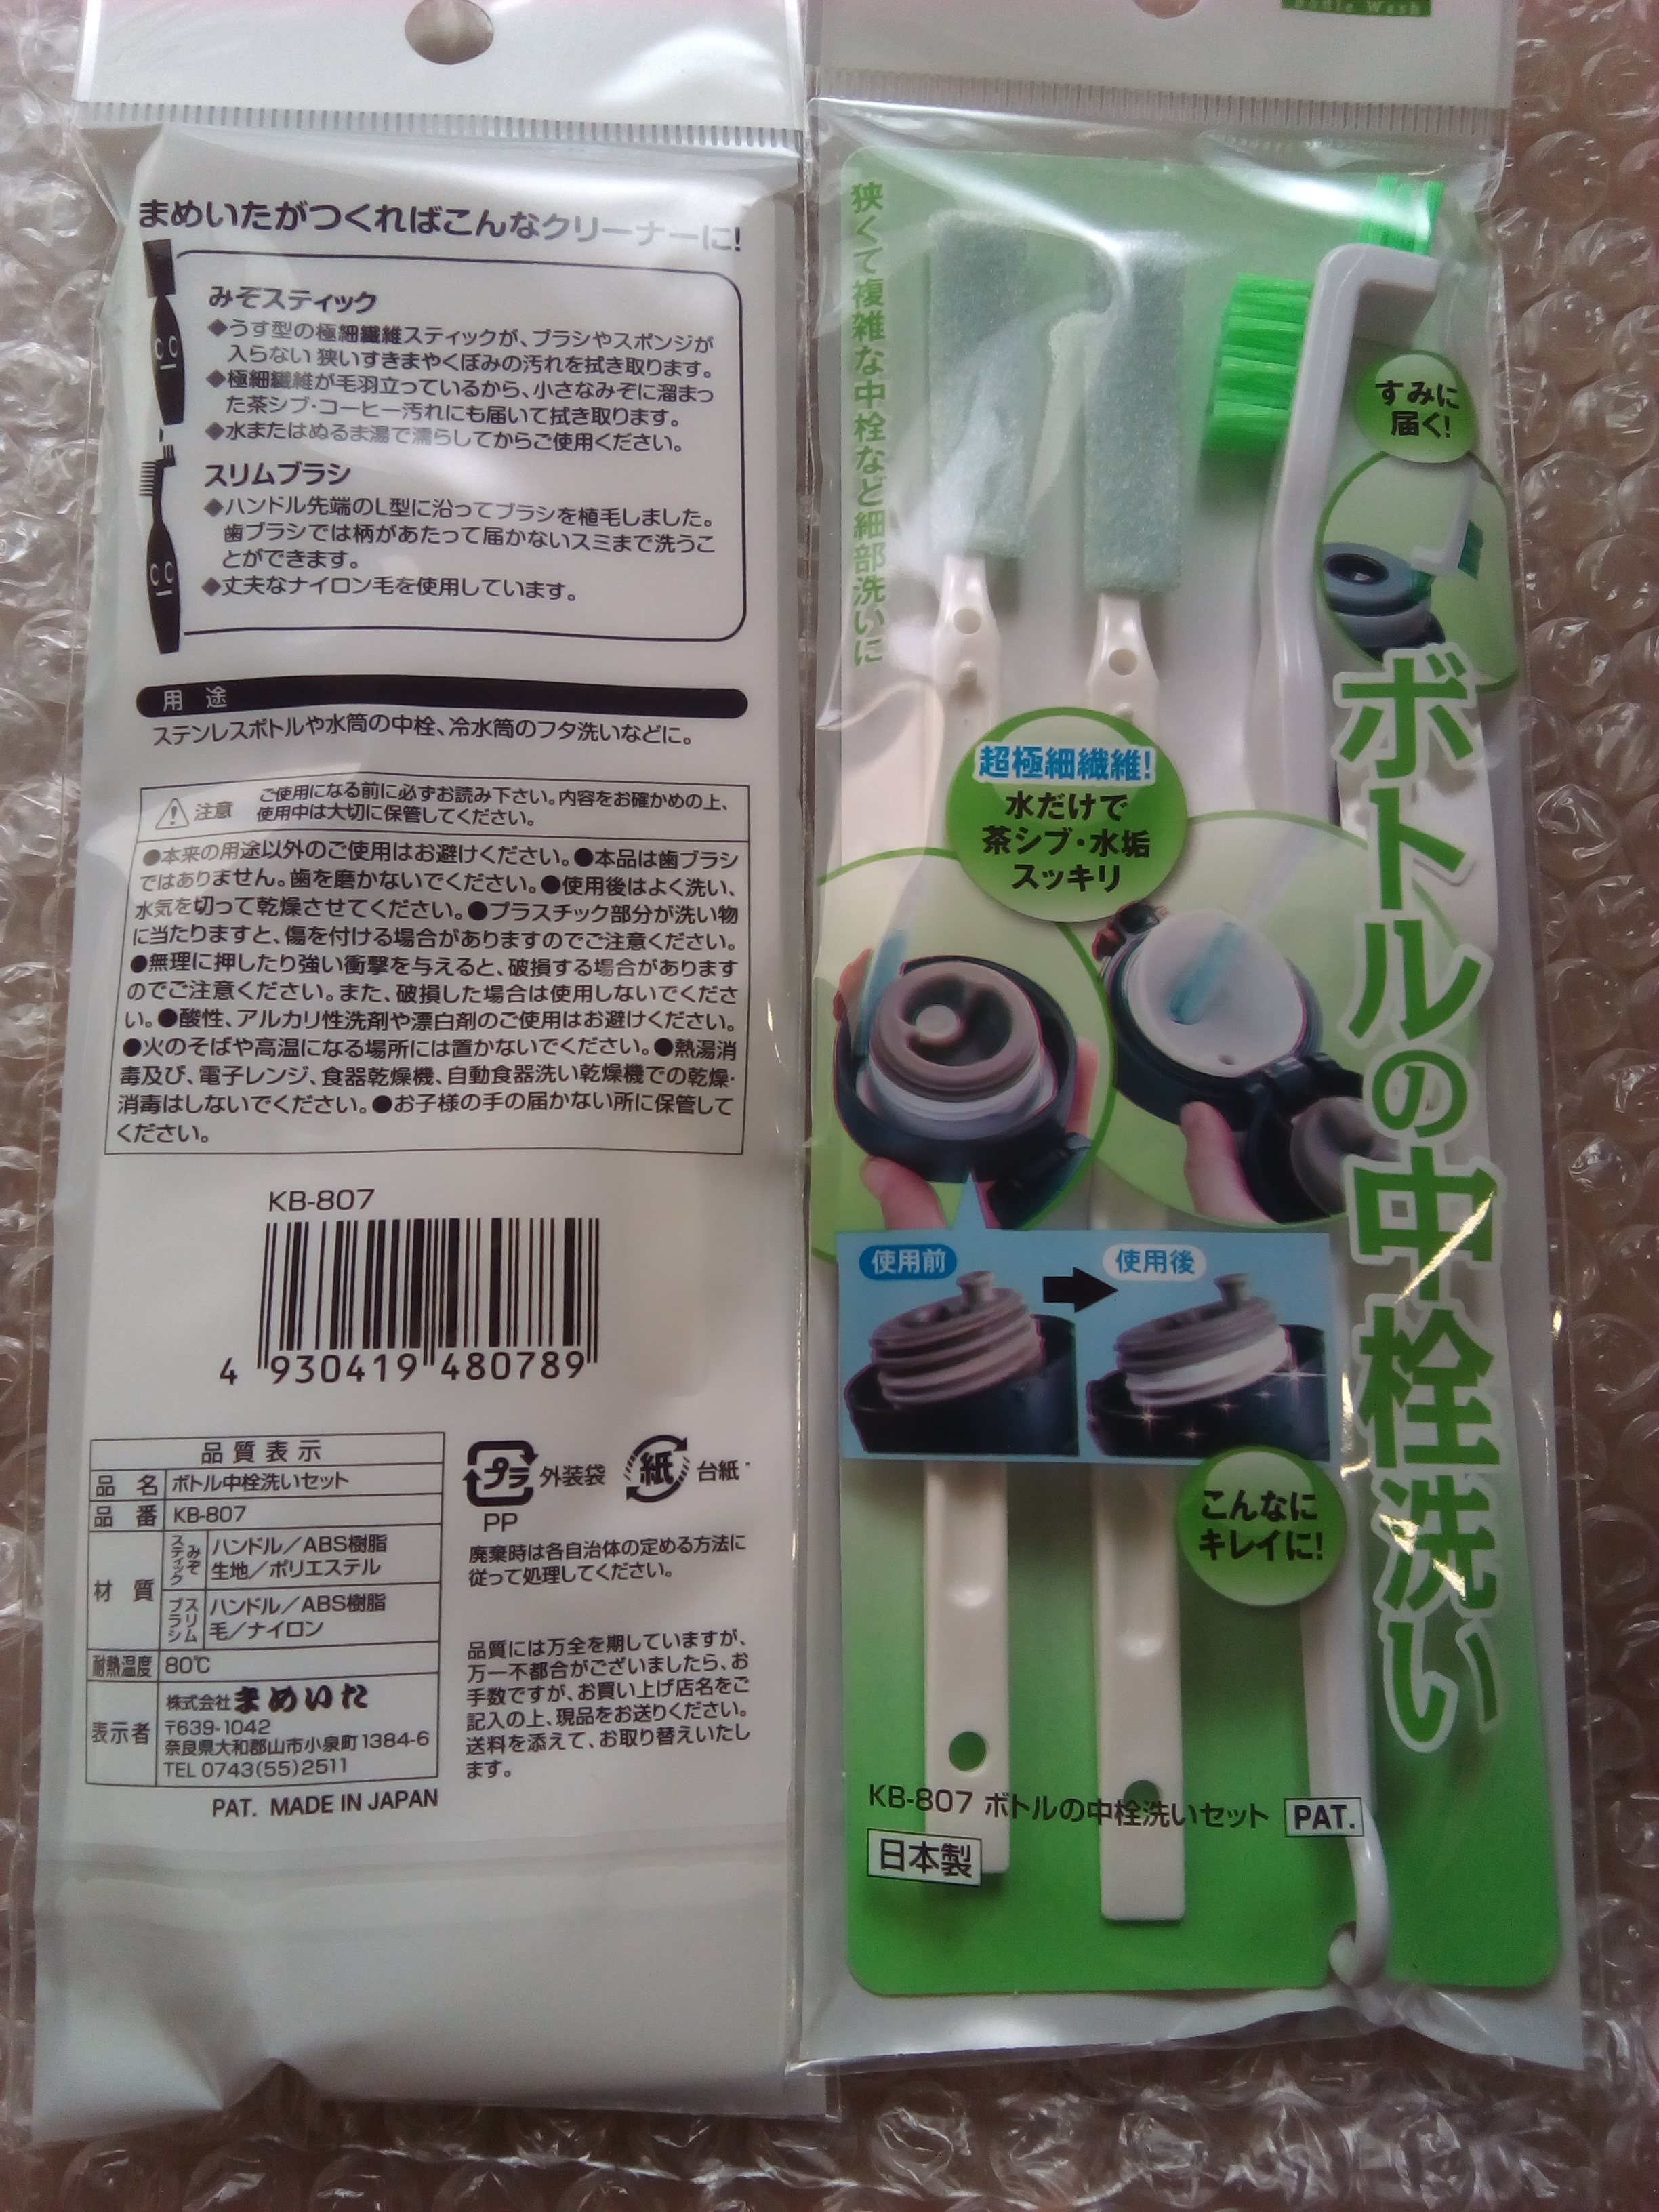 まめいたがつくればこんなクリーナーに!
みぞスティック
◆うす型の極細繊維スティックが、ブラシやスポンジが
入らない狭いすきまやくぼみの汚れを拭き取ります。
◆極細繊維が毛羽立っているから、小さなみぞに溜まっ
た茶シブ・コーヒー汚れにも届いて拭き取ります。
◆水またはぬるま湯で濡らしてからご使用ください。
スリムブラシ
◆ハンドル先端のL型に沿ってブラシを植毛しました。
歯ブラシでは柄があたって届かないスミまで洗うこ
とができます。
◆丈夫なナイロン毛を使用しています。
用途
ステンレスボトルや水筒の中栓、冷水筒のフタ洗いなどに。
注意
ご使用になる前に必ずお読み下さい。内容をお確かめの上、
使用中は大切に保管してください。
●本来の用途以外のご使用はお避けください。●本品は歯ブラシ
ではありません。歯を磨かないでください。●使用後はよく洗い、
水気を切って乾燥させてください。●プラスチック部分が洗い物
に当たりますと、傷を付ける場合がありますのでご注意ください。
●無理に押したり強い衝撃を与えると、破損する場合があります
のでご注意ください。また、破損した場合は使用しないでくださ
い。●酸性、アルカリ性洗剤や漂白剤のご使用はお避けください。
●火のそばや高温になる場所には置かないでください。●熱湯消
毒及び、電子レンジ、食器乾燥機、自動食器洗い乾燥機での乾燥・
消毒はしないでください。●お子様の手の届かない所に保管して
ください。
KB-807
4 930419 480789
品質表示
品名 ボトル中栓洗いセット
品番 KB-807
材質
みぞスティック
ハンドル/ABS樹脂
生地/ポリエステル
スリムブラシ
ハンドル/ABS樹脂
毛/ナイロン
耐熱温度 80℃
表示者
株式会社まめいた
〒639-1042
奈良県大和郡山市小泉町1384-6
TEL 0743(55)2511
PAT. MADE IN JAPAN
プラ 外装袋
PP
紙 台紙
廃棄時は各自治体の定める方法に
従って処理してください。
品質には万全を期していますが、
万一不都合がございましたら、お
手数ですが、お買い上げ店名をご
記入の上、現品をお送りください。
送料を添えて、お取り替えいたし
ます。
Bottle Wash
狭くて複雑な中栓など細部洗いに
すみに
届く!
ボトルの中栓洗い
超極細繊維!
水だけで
茶シブ・水垢
スッキリ
使用前
使用後
こんなに
キレイに!
KB-807 ボトルの中栓洗いセット PAT.
日本製